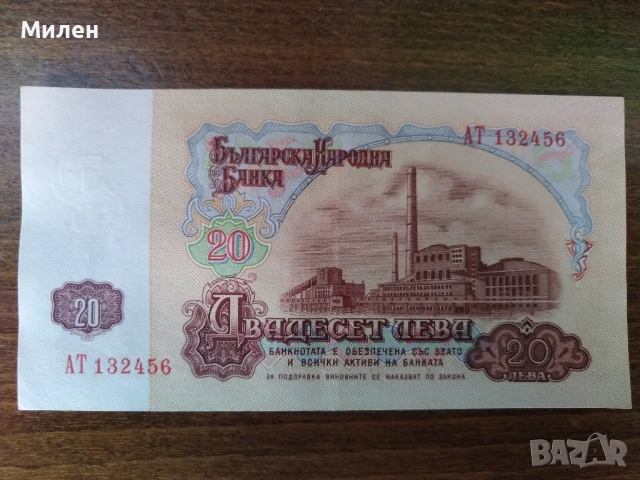 Милен
АТ 132456
Българска Народна
Банка
20
20
Двадесет лева
АТ 132456
БАНКНОТАТА Е ОБЕЗПЕЧЕНА СЪС ЗЛАТО
И ВСИЧКИ АКТИВИ НА БАНКАТА
ЗА ПОДПРАВКА ВИНОВНИТЕ СЕ НАКАЗВАТ ПО ЗАКОНА
20
ЛЕВА
BAZAR